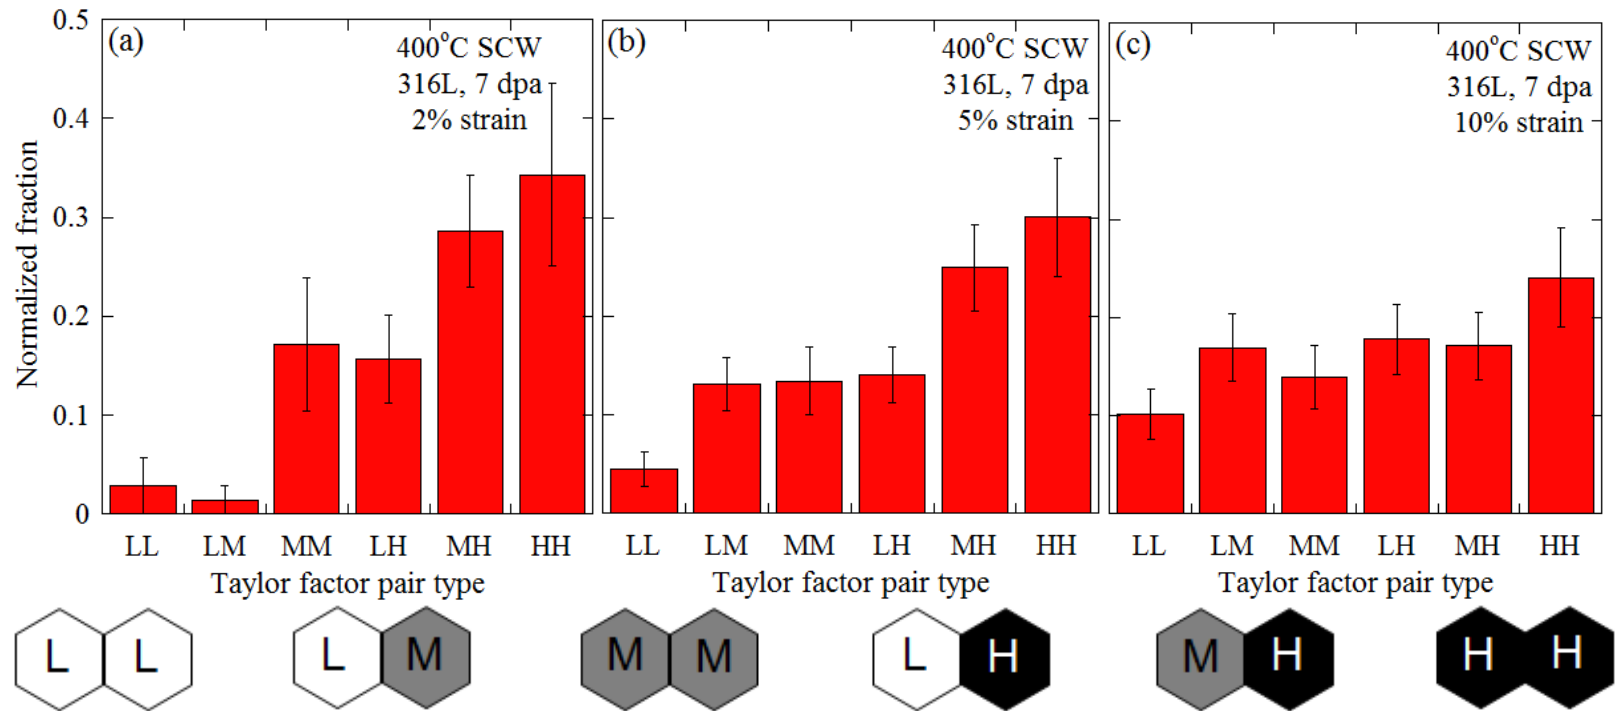 0.5
0.4
0.3
0.2
0.1
0
Normalized fraction
(a)
400°C SCW
316L, 7 dpa
2% strain
LL LM MM LH MH HH
Taylor factor pair type
(b)
400°C SCW
316L, 7 dpa
5% strain
LL LM MM LH MH HH
Taylor factor pair type
(c)
400°C SCW
316L, 7 dpa
10% strain
LL LM MM LH MH HH
Taylor factor pair type
L L L M M M L H M H H H